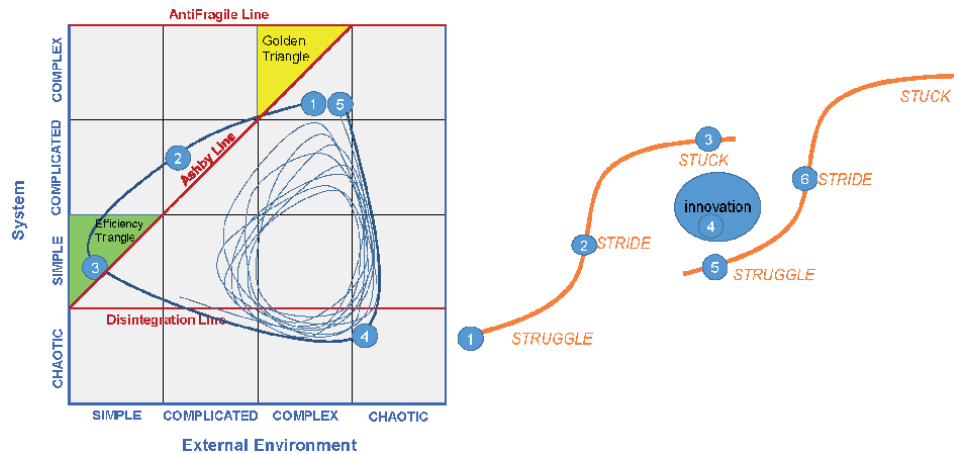 AntiFragile Line
Golden
Triangle
COMPLEX
COMPLICATED
SIMPLE
CHAOTIC
System
1
5
2
Ashby Line
Efficiency
Triangle
3
Disintegration Line
4
SIMPLE
COMPLICATED
COMPLEX
CHAOTIC
External Environment
STUCK
3
STUCK
6
STRIDE
innovation
4
2
STRIDE
5
STRUGGLE
1
STRUGGLE